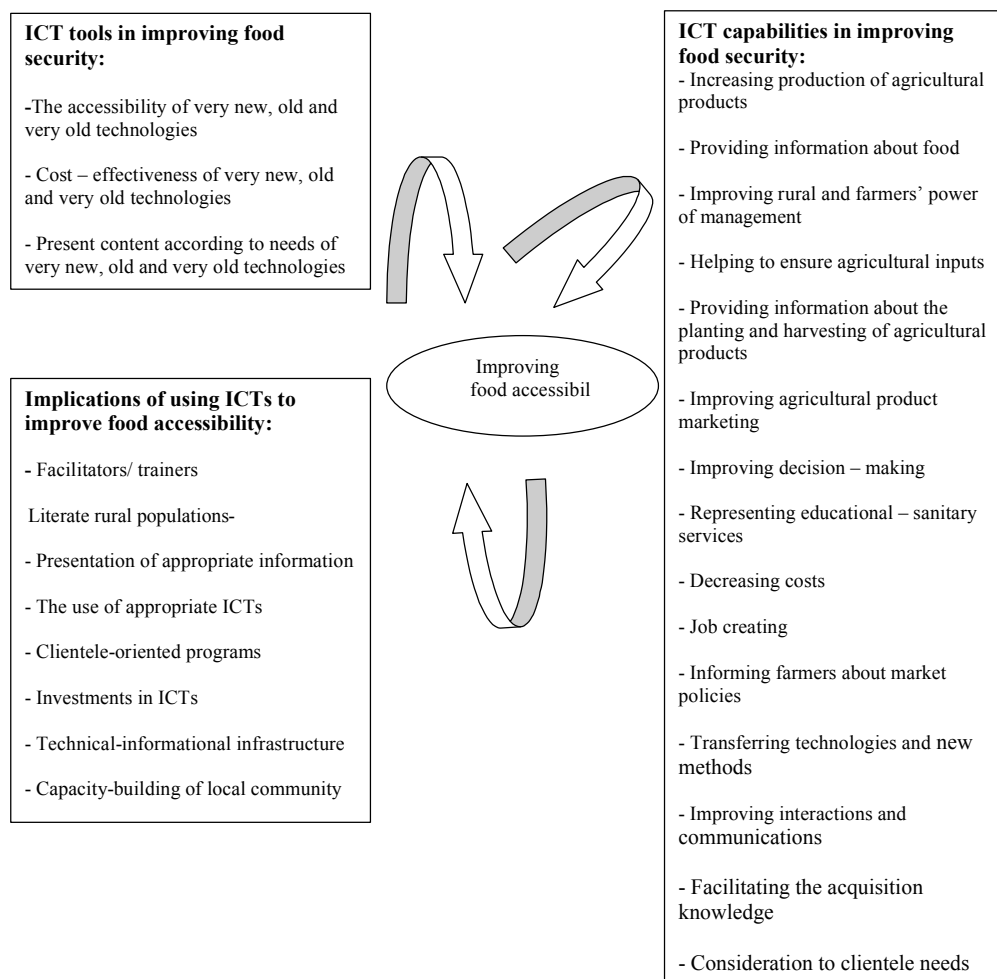 ICT tools in improving food
security:
-The accessibility of very new, old and
very old technologies
- Cost – effectiveness of very new, old
and very old technologies
- Present content according to needs of
very new, old and very old technologies
Implications of using ICTs to
improve food accessibility:
- Facilitators/ trainers
Literate rural populations-
- Presentation of appropriate information
- The use of appropriate ICTs
- Clientele-oriented programs
- Investments in ICTs
- Technical-informational infrastructure
- Capacity-building of local community
Improving
food accessibil
ICT capabilities in improving
food security:
- Increasing production of agricultural
products
- Providing information about food
- Improving rural and farmers’ power
of management
- Helping to ensure agricultural inputs
- Providing information about the
planting and harvesting of agricultural
products
- Improving agricultural product
marketing
- Improving decision – making
- Representing educational – sanitary
services
- Decreasing costs
- Job creating
- Informing farmers about market
policies
- Transferring technologies and new
methods
- Improving interactions and
communications
- Facilitating the acquisition
knowledge
- Consideration to clientele needs